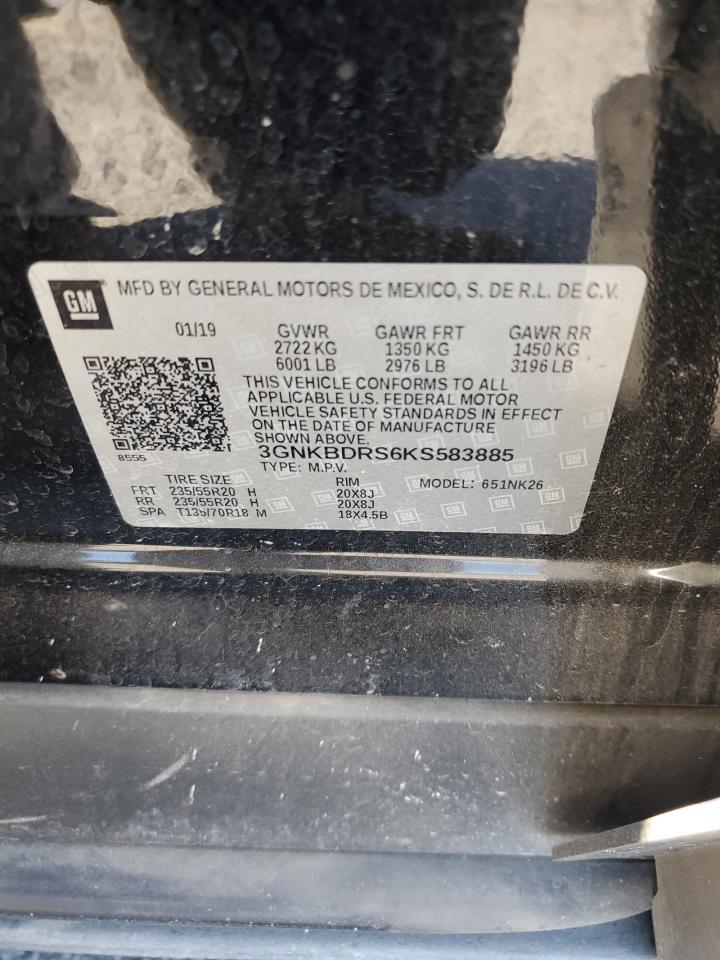 GM MFD BY GENERAL MOTORS DE MEXICO, S. DE R.L. DE C.V.
01/19 GVWR GAWR FRT GAWR RR
2722 KG 1350 KG 1450 KG
6001 LB 2976 LB 3196 LB
THIS VEHICLE CONFORMS TO ALL
APPLICABLE U.S. FEDERAL MOTOR
VEHICLE SAFETY STANDARDS IN EFFECT
ON THE DATE OF MANUFACTURE
SHOWN ABOVE.
8555 3GNKBDRS6KS583885
TYPE: M.P.V.
TIRE SIZE RIM MODEL: 651NK26
FRT 235/55R20 H 20X8J
RR 235/55R20 H 20X8J
SPA T135/70R18 M 18X4.5B